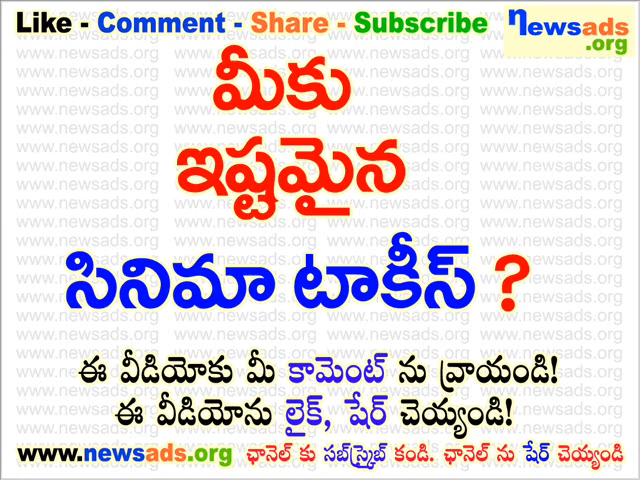 Like - Comment - Share - Subscribe
newsads
.org
మీకు
ఇష్టమైన
సినిమా టాకీస్ ?
ఈ వీడియోకు మీ కామెంట్ ను వ్రాయండి!
ఈ వీడియోను లైక్, షేర్ చెయ్యండి!
www.newsads.org ఛానెల్ కు సబ్‌స్క్రైబ్ కండి. ఛానెల్ ను షేర్ చెయ్యండి